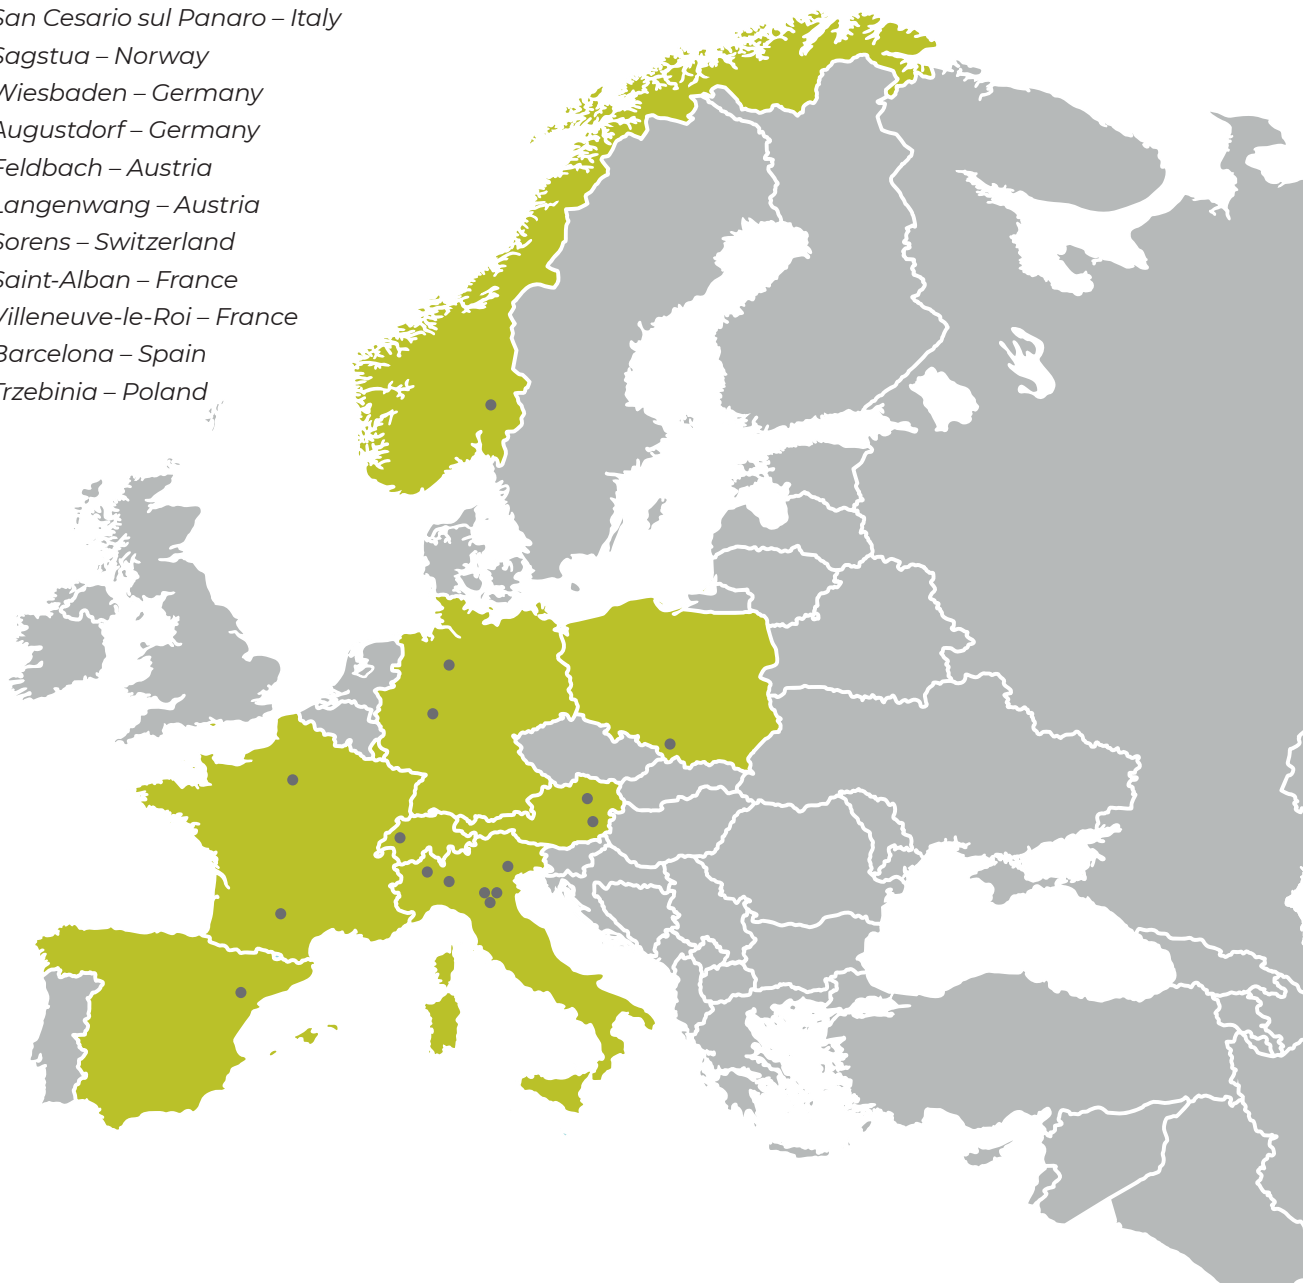 San Cesario sul Panaro – Italy
Sagstua – Norway
Wiesbaden – Germany
Augustdorf – Germany
Feldbach – Austria
Langenwang – Austria
Sorens – Switzerland
Saint-Alban – France
Villeneuve-le-Roi – France
Barcelona – Spain
Trzebinia – Poland